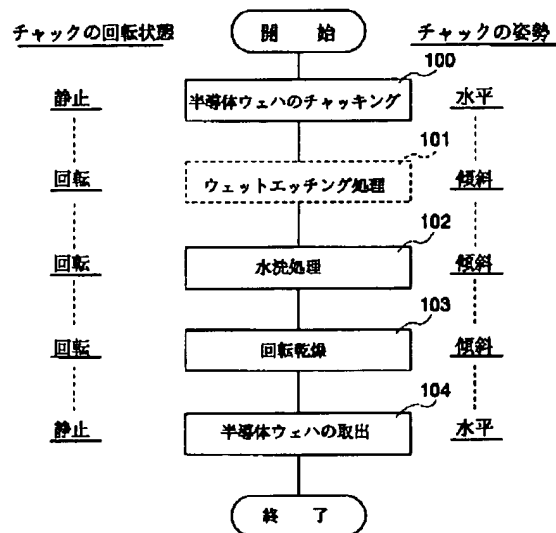 チャックの回転状態
開 始
チャックの姿勢
100
静止
半導体ウェハのチャッキング
水平
101
回転
ウェットエッチング処理
傾斜
102
回転
水洗処理
傾斜
103
回転
回転乾燥
傾斜
104
静止
半導体ウェハの取出
水平
終 了